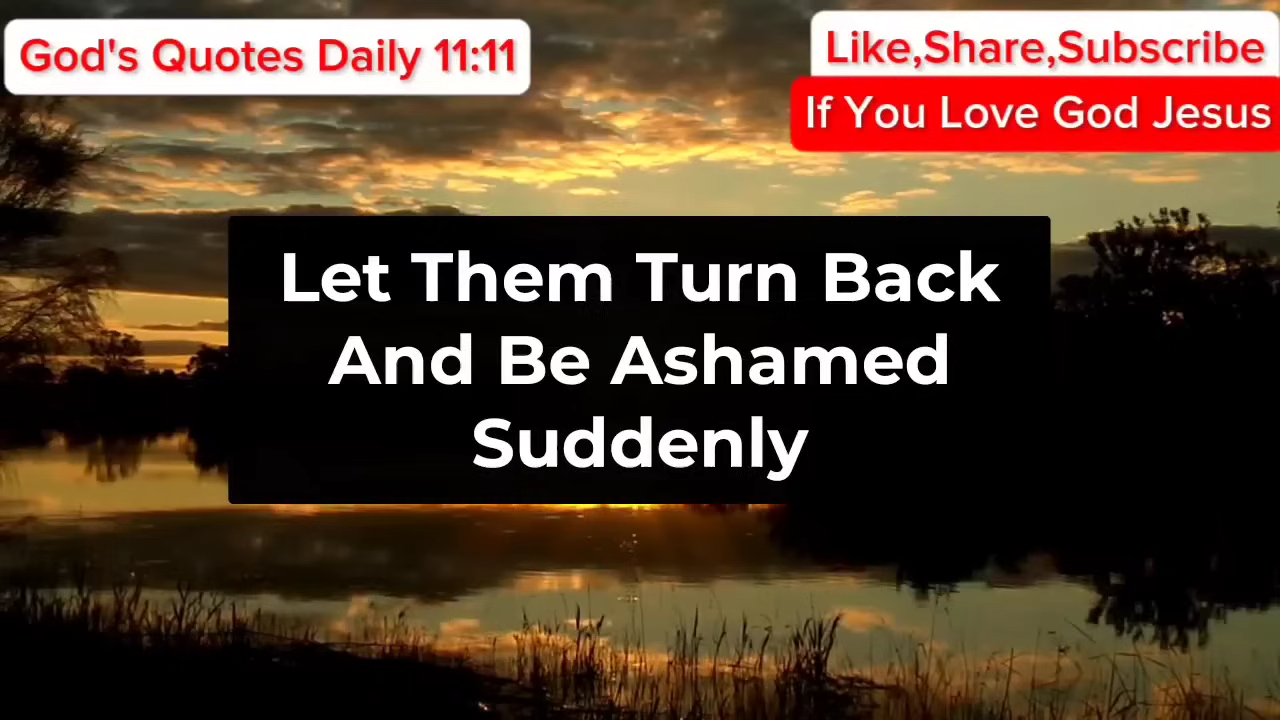 God's Quotes Daily 11:11
Like,Share,Subscribe
If You Love God Jesus
Let Them Turn Back
And Be Ashamed
Suddenly